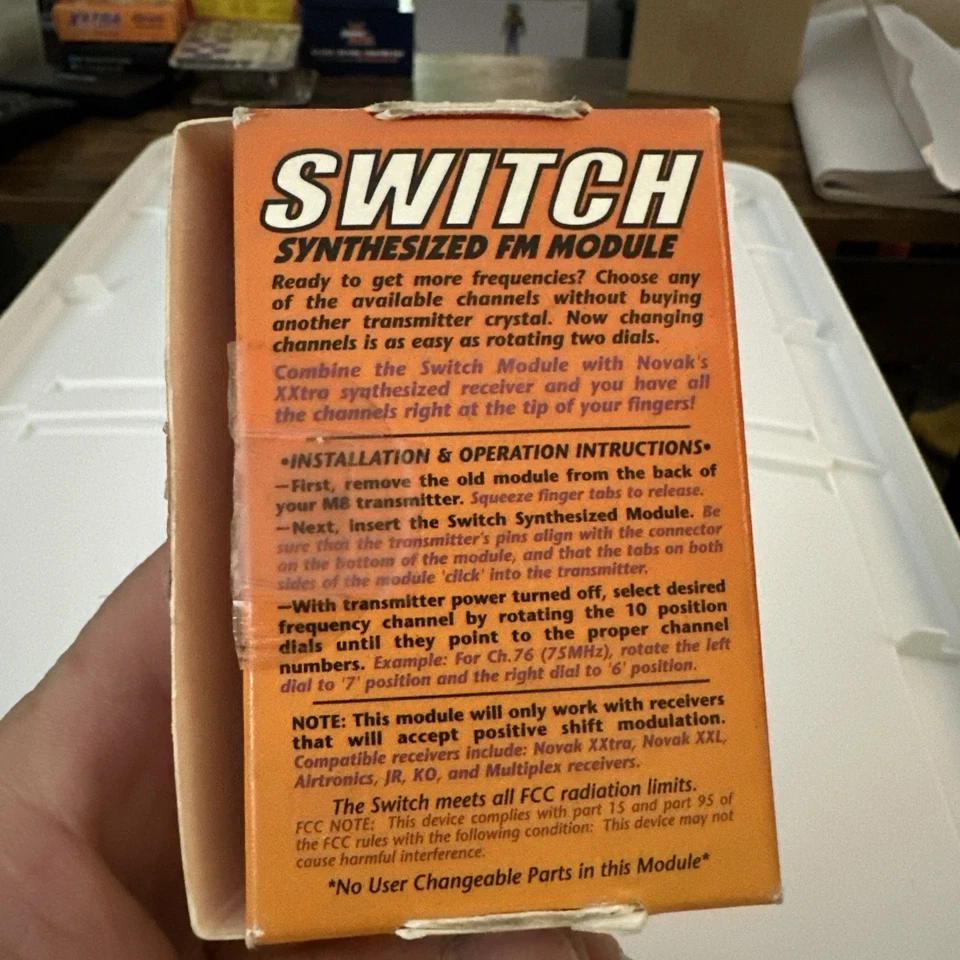 SWITCH
SYNTHESIZED FM MODULE
Ready to get more frequencies? Choose any
of the available channels without buying
another transmitter crystal. Now changing
channels is as easy as rotating two dials.
Combine the Switch Module with Novak's
XXtra synthesized receiver and you have all
the channels right at the tip of your fingers!
•INSTALLATION & OPERATION INTRUCTIONS•
—First, remove the old module from the back of
your M8 transmitter. Squeeze finger tabs to release.
—Next, insert the Switch Synthesized Module. Be
sure that the transmitter's pins align with the connector
on the bottom of the module, and that the tabs on both
sides of the module 'click' into the transmitter.
—With transmitter power turned off, select desired
frequency channel by rotating the 10 position
dials until they point to the proper channel
numbers. Example: For Ch.76 (75MHz), rotate the left
dial to '7' position and the right dial to '6' position.
NOTE: This module will only work with receivers
that will accept positive shift modulation.
Compatible receivers include: Novak XXtra, Novak XXL,
Airtronics, JR, KO, and Multiplex receivers.
The Switch meets all FCC radiation limits.
FCC NOTE: This device complies with part 15 and part 95 of
the FCC rules with the following condition: This device may not
cause harmful interference.
*No User Changeable Parts in this Module*